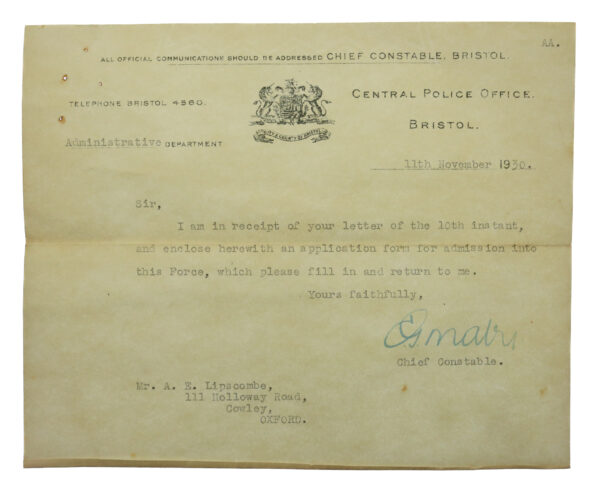 AA.
ALL OFFICIAL COMMUNICATIONS SHOULD BE ADDRESSED CHIEF CONSTABLE, BRISTOL.
TELEPHONE BRISTOL 4560.
CENTRAL POLICE OFFICE,
BRISTOL.
Administrative DEPARTMENT
11th November 1930.
Sir,
I am in receipt of your letter of the 10th instant,
and enclose herewith an application form for admission into
this Force, which please fill in and return to me.
Yours faithfully,
Chief Constable.
Mr. A. E. Lipscombe,
111 Holloway Road,
Cowley,
OXFORD.